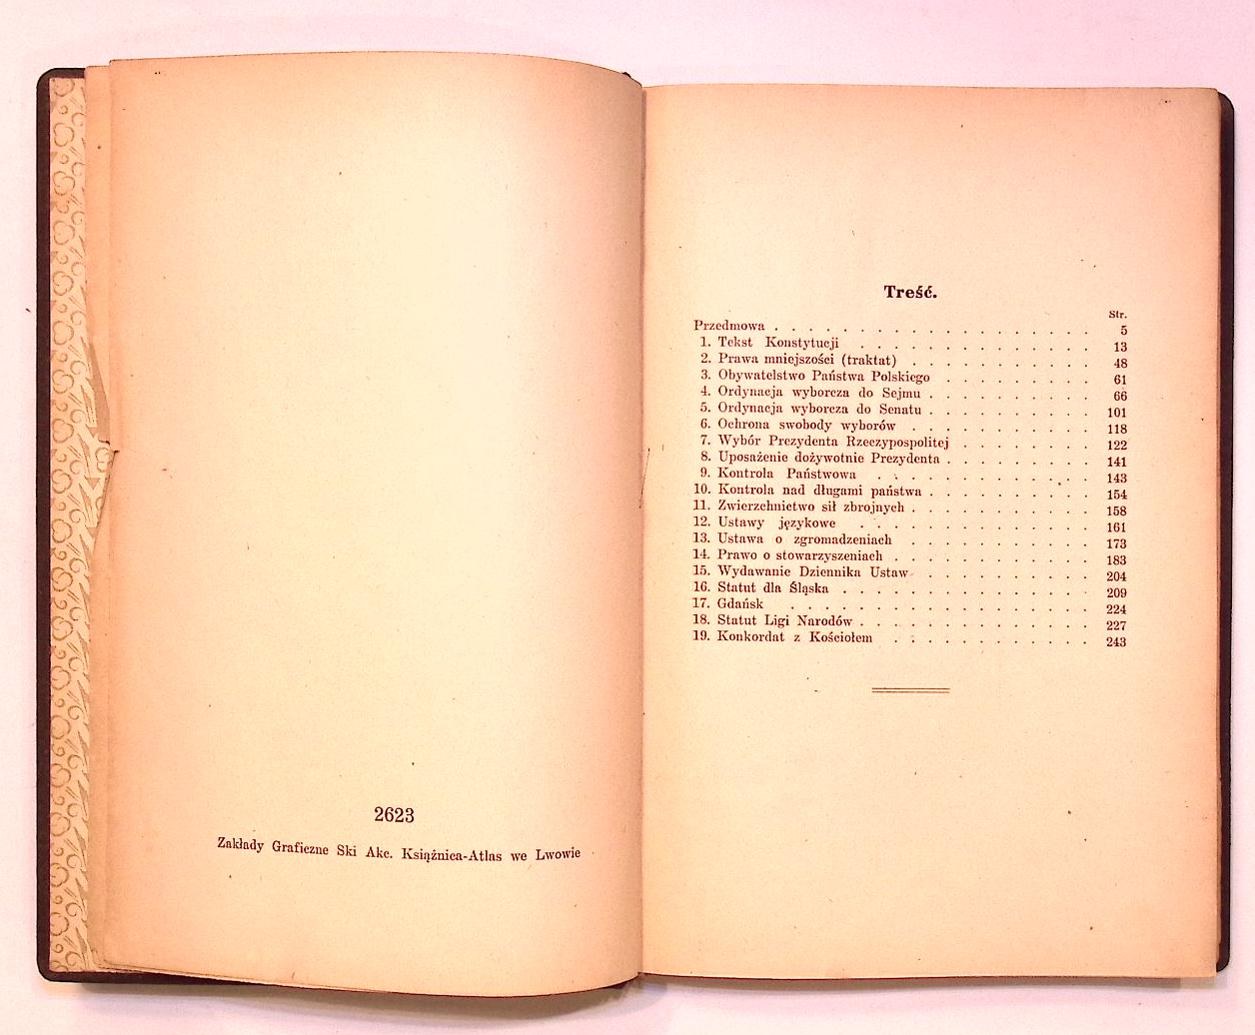 2623
Zakłady Graficzne Ski Akc. Książnica-Atlas we Lwowie
Treść.
Str.
Przedmowa . . . . . . . . . . . . . . . . . 5
1. Tekst Konstytucji . . . . . . . . . . . . . 13
2. Prawa mniejszości (traktat) . . . . . . . . . . 48
3. Obywatelstwo Państwa Polskiego . . . . . . . . 61
4. Ordynacja wyborcza do Sejmu . . . . . . . . . 66
5. Ordynacja wyborcza do Senatu . . . . . . . . . 101
6. Ochrona swobody wyborów . . . . . . . . . . 118
7. Wybór Prezydenta Rzeczypospolitej . . . . . . . 122
8. Uposażenie dożywotnie Prezydenta . . . . . . . . 141
9. Kontrola Państwowa . . . . . . . . . . . . 143
10. Kontrola nad długami państwa . . . . . . . . . 154
11. Zwierzchnictwo sił zbrojnych . . . . . . . . . . 158
12. Ustawy językowe . . . . . . . . . . . . . 161
13. Ustawa o zgromadzeniach . . . . . . . . . . 173
14. Prawo o stowarzyszeniach . . . . . . . . . . . 183
15. Wydawanie Dziennika Ustaw . . . . . . . . . 204
16. Statut dla Śląska . . . . . . . . . . . . . 209
17. Gdańsk . . . . . . . . . . . . . . . . 224
18. Statut Ligi Narodów . . . . . . . . . . . . 227
19. Konkordat z Kościołem . . . . . . . . . . . 243